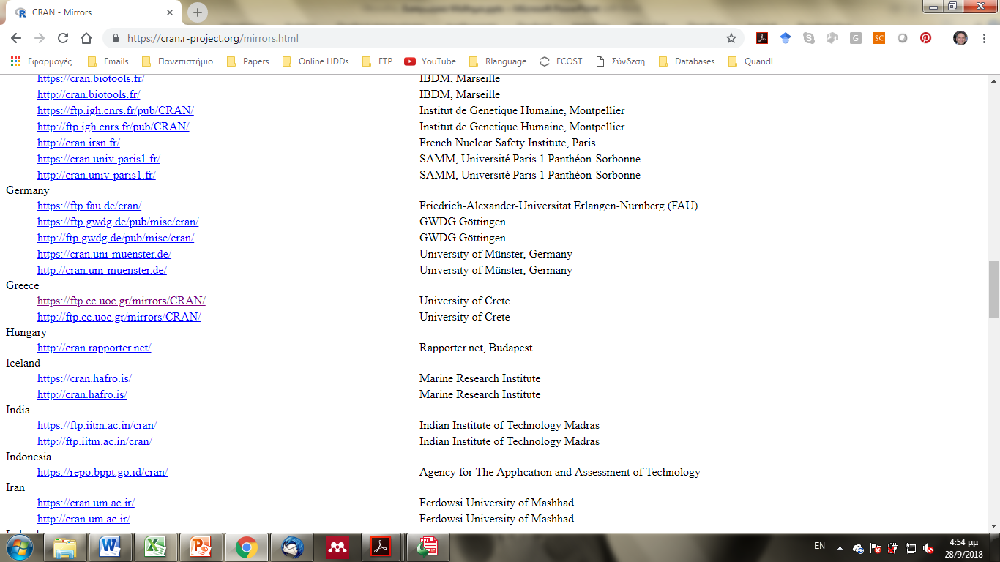 CRAN - Mirrors
https://cran.r-project.org/mirrors.html
Εφαρμογές Emails Πανεπιστήμιο Papers Online HDDs FTP YouTube Rlanguage ECOST Σύνδεση Databases Quandl
https://cran.biotools.fr/ IBDM, Marseille
http://cran.biotools.fr/ IBDM, Marseille
https://ftp.igh.cnrs.fr/pub/CRAN/ Institut de Genetique Humaine, Montpellier
http://ftp.igh.cnrs.fr/pub/CRAN/ Institut de Genetique Humaine, Montpellier
http://cran.irsn.fr/ French Nuclear Safety Institute, Paris
https://cran.univ-paris1.fr/ SAMM, Université Paris 1 Panthéon-Sorbonne
http://cran.univ-paris1.fr/ SAMM, Université Paris 1 Panthéon-Sorbonne
Germany
https://ftp.fau.de/cran/ Friedrich-Alexander-Universität Erlangen-Nürnberg (FAU)
https://ftp.gwdg.de/pub/misc/cran/ GWDG Göttingen
http://ftp.gwdg.de/pub/misc/cran/ GWDG Göttingen
https://cran.uni-muenster.de/ University of Münster, Germany
http://cran.uni-muenster.de/ University of Münster, Germany
Greece
https://ftp.cc.uoc.gr/mirrors/CRAN/ University of Crete
http://ftp.cc.uoc.gr/mirrors/CRAN/ University of Crete
Hungary
http://cran.rapporter.net/ Rapporter.net, Budapest
Iceland
https://cran.hafro.is/ Marine Research Institute
http://cran.hafro.is/ Marine Research Institute
India
https://ftp.iitm.ac.in/cran/ Indian Institute of Technology Madras
http://ftp.iitm.ac.in/cran/ Indian Institute of Technology Madras
Indonesia
https://repo.bppt.go.id/cran/ Agency for The Application and Assessment of Technology
Iran
https://cran.um.ac.ir/ Ferdowsi University of Mashhad
http://cran.um.ac.ir/ Ferdowsi University of Mashhad
EN 4:54 μμ
28/9/2018